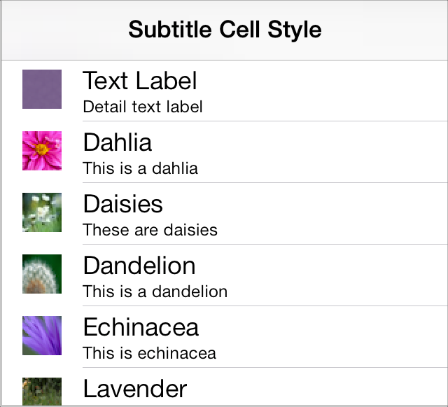 Subtitle Cell Style
Text Label
Detail text label
Dahlia
This is a dahlia
Daisies
These are daisies
Dandelion
This is a dandelion
Echinacea
This is echinacea
Lavender